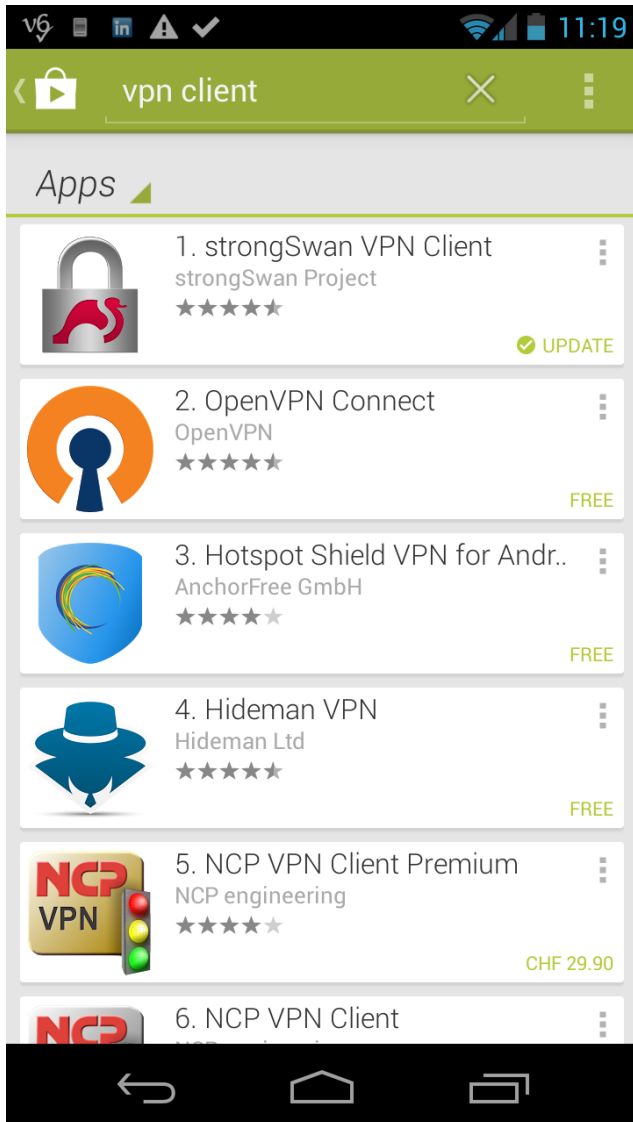 v6
in
11:19
vpn client
Apps
1. strongSwan VPN Client
strongSwan Project
UPDATE
2. OpenVPN Connect
OpenVPN
FREE
3. Hotspot Shield VPN for Andr..
AnchorFree GmbH
FREE
4. Hideman VPN
Hideman Ltd
FREE
NCP
VPN
5. NCP VPN Client Premium
NCP engineering
CHF 29.90
NCP
6. NCP VPN Client